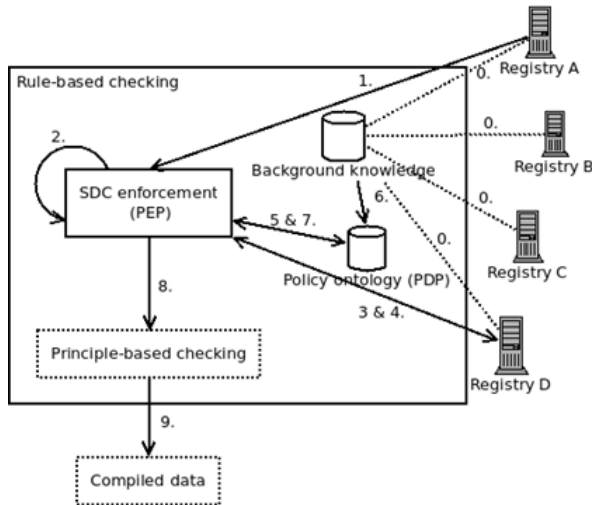 Registry A
Rule-based checking
1.
0.
2.
0.
Registry B
Background knowledge
SDC enforcement
(PEP)
6.
0.
5 & 7.
0.
Registry C
Policy ontology (PDP)
8.
3 & 4.
Principle-based checking
Registry D
9.
Compiled data